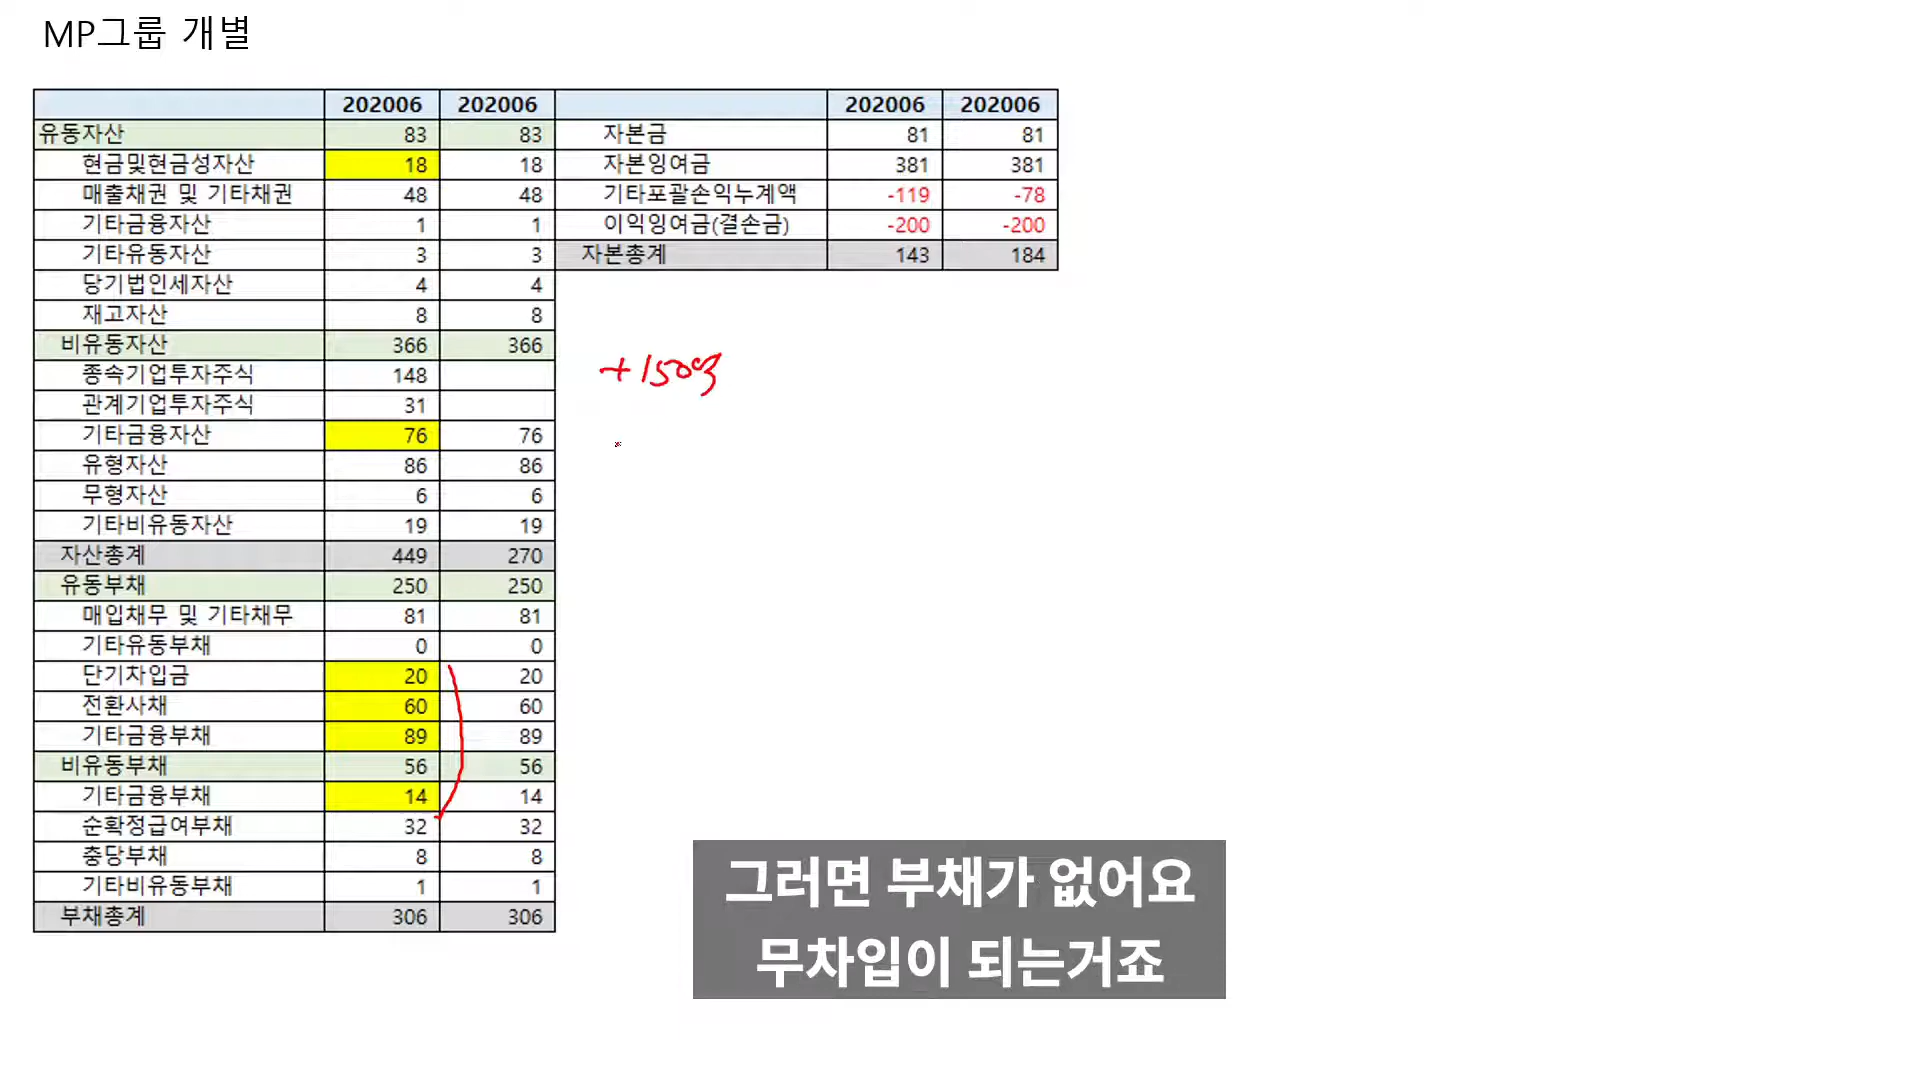 MP그룹 개별
202006 202006 202006 202006
유동자산 83 83 자본금 81 81
현금및현금성자산 18 18 자본잉여금 381 381
매출채권 및 기타채권 48 48 기타포괄손익누계액 -119 -78
기타금융자산 1 1 이익잉여금(결손금) -200 -200
기타유동자산 3 3 자본총계 143 184
당기법인세자산 4 4
재고자산 8 8
비유동자산 366 366
종속기업투자주식 148
관계기업투자주식 31
기타금융자산 76 76
유형자산 86 86
무형자산 6 6
기타비유동자산 19 19
자산총계 449 270
유동부채 250 250
매입채무 및 기타채무 81 81
기타유동부채 0 0
단기차입금 20 20
전환사채 60 60
기타금융부채 89 89
비유동부채 56 56
기타금융부채 14 14
순확정급여부채 32 32
충당부채 8 8
기타비유동부채 1 1
부채총계 306 306
+150억
그러면 부채가 없어요
무차입이 되는거죠